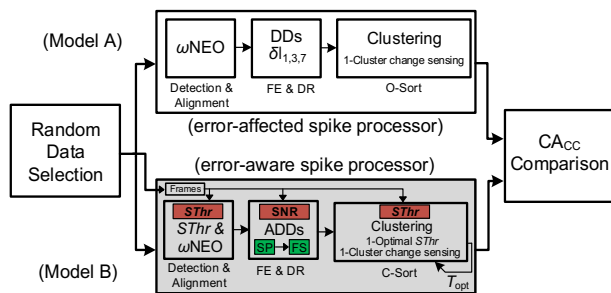 (Model A)
ωNEO
Detection &
Alignment
DDs
δ|1,3,7
FE & DR
Clustering
1-Cluster change sensing
O-Sort
(error-affected spike processor)
Random
Data
Selection
CACC
Comparison
(error-aware spike processor)
Frames
SThr
SThr &
ωNEO
Detection &
Alignment
SNR
ADDs
SP
FS
FE & DR
SThr
Clustering
1-Optimal SThr
1-Cluster change sensing
C-Sort
Topt
(Model B)